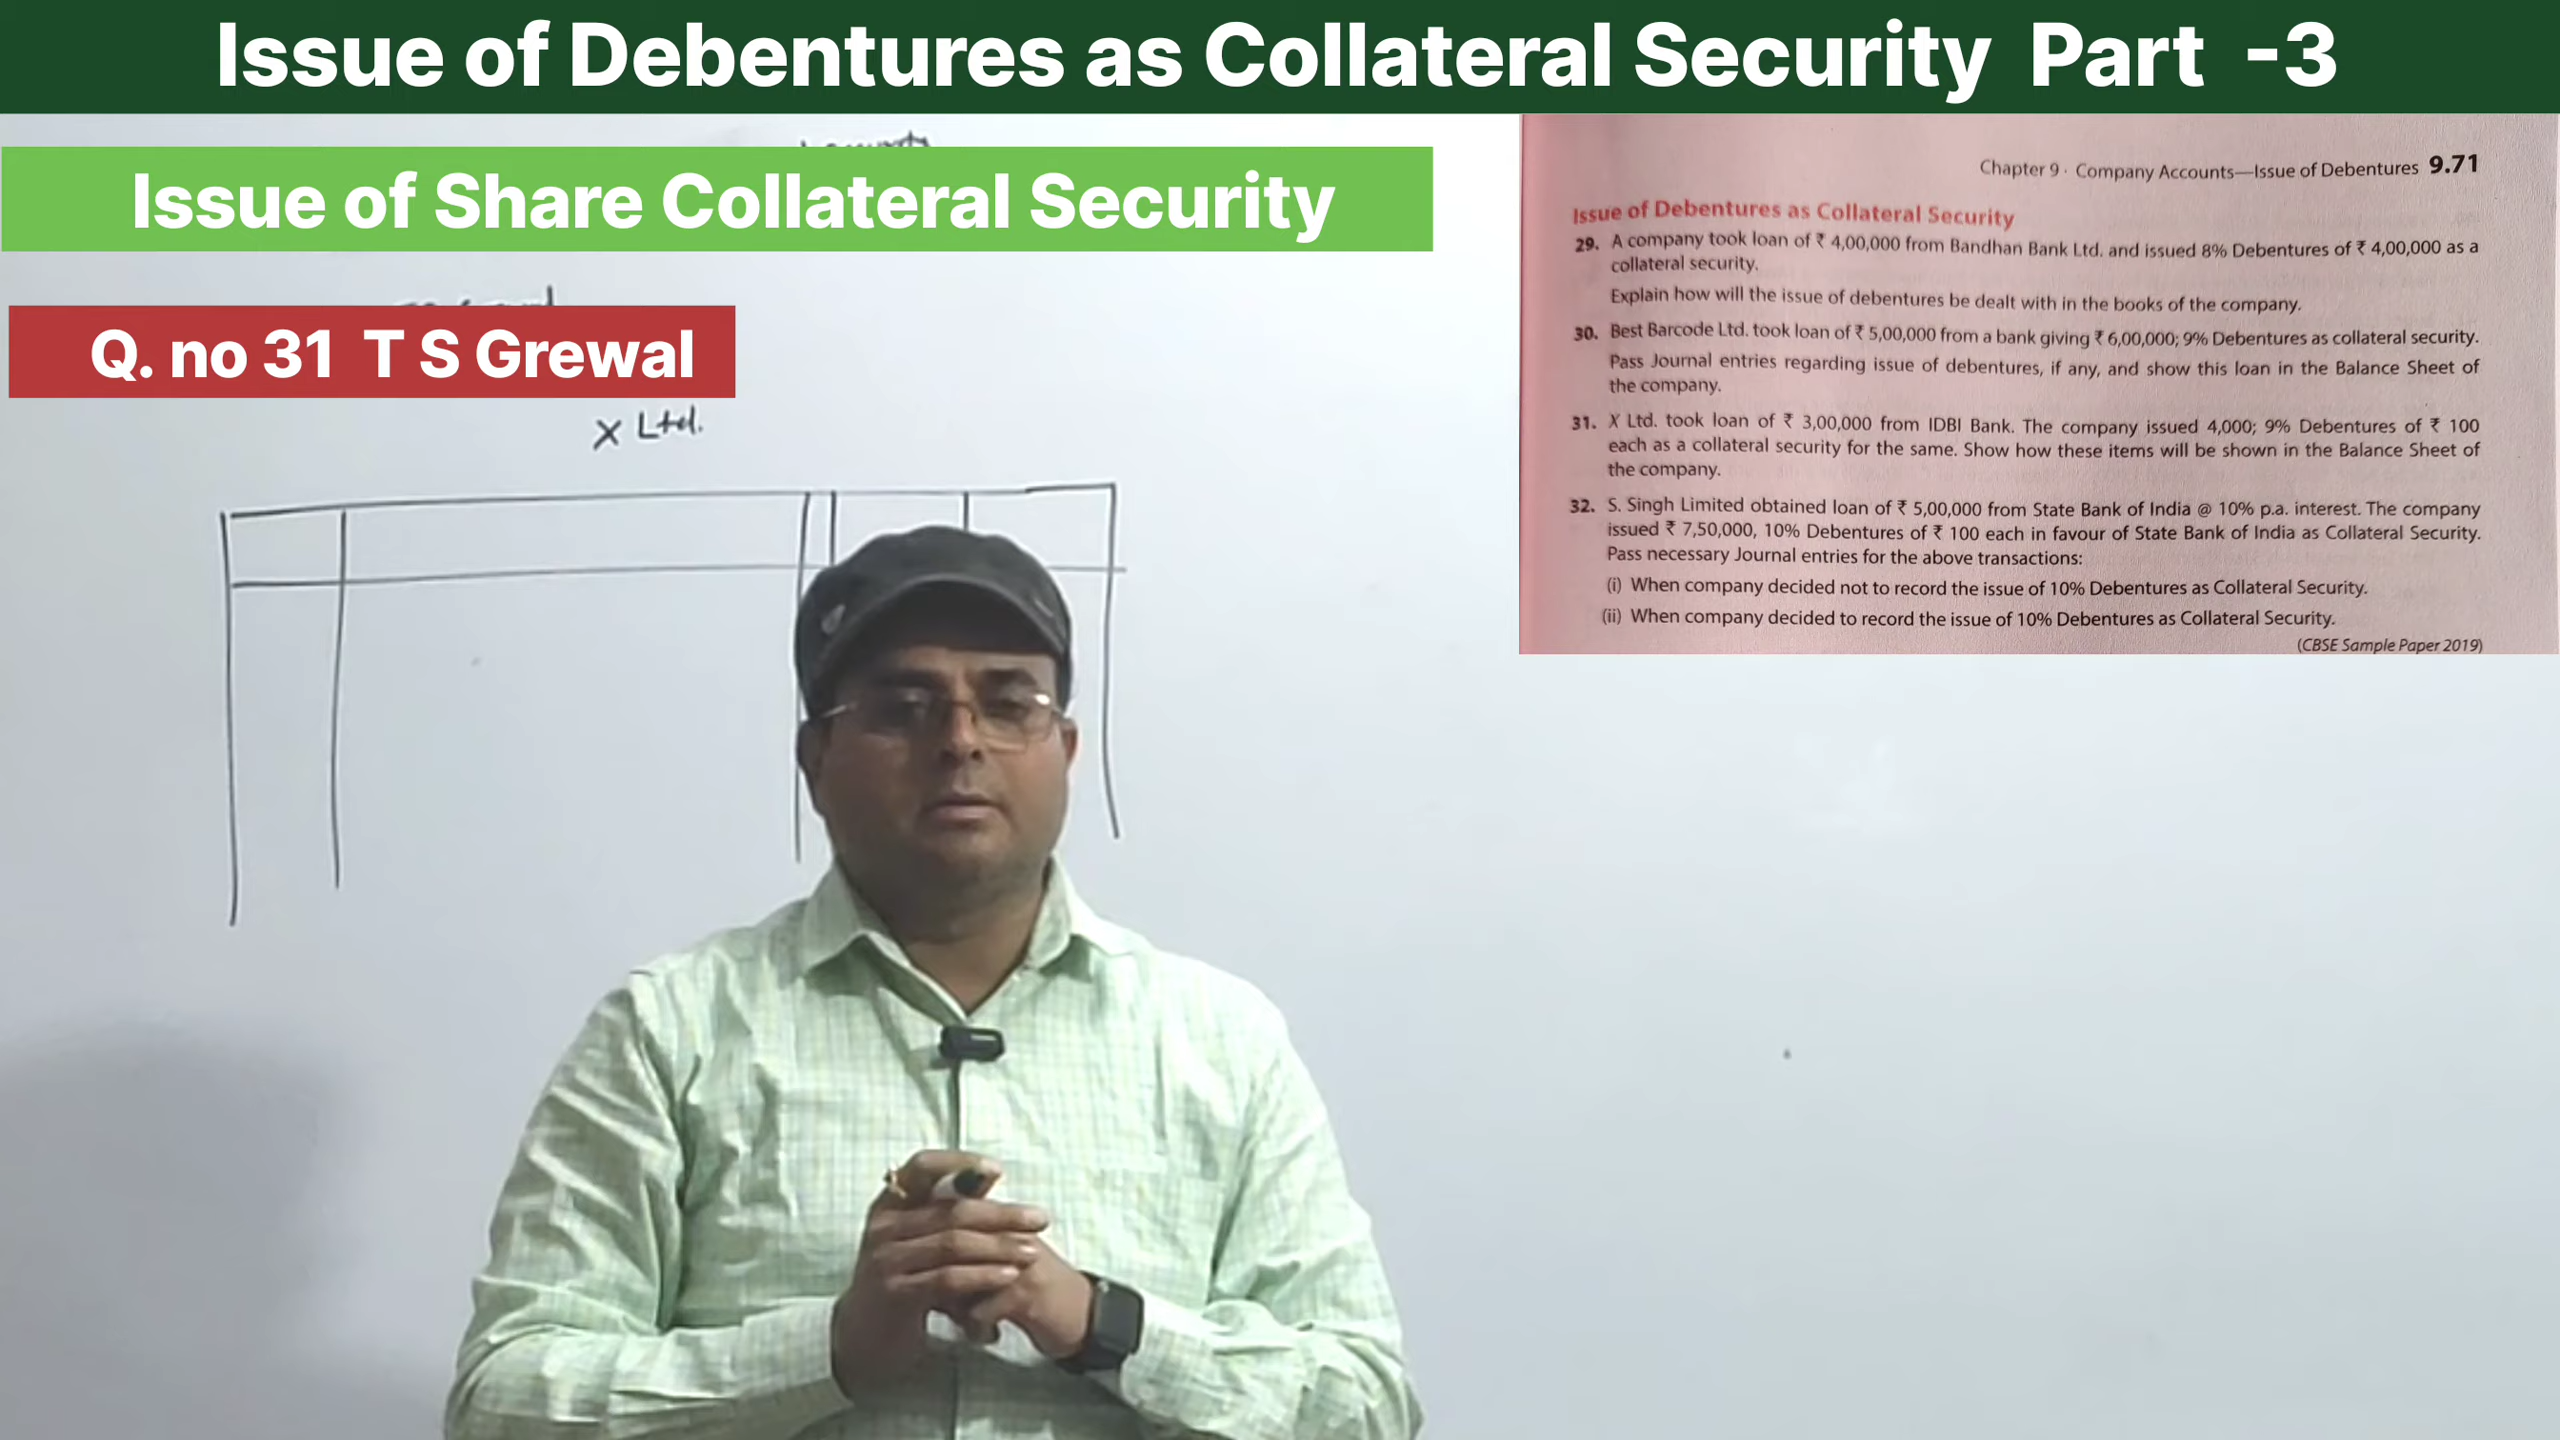 Issue of Debentures as Collateral Security Part -3
Issue of Share Collateral Security
Q. no 31 T S Grewal
X Ltd.
Chapter 9 · Company Accounts—Issue of Debentures 9.71
Issue of Debentures as Collateral Security
29. A company took loan of ₹ 4,00,000 from Bandhan Bank Ltd. and issued 8% Debentures of ₹ 4,00,000 as a
collateral security.
Explain how will the issue of debentures be dealt with in the books of the company.
30. Best Barcode Ltd. took loan of ₹ 5,00,000 from a bank giving ₹ 6,00,000; 9% Debentures as collateral security.
Pass Journal entries regarding issue of debentures, if any, and show this loan in the Balance Sheet of
the company.
31. X Ltd. took loan of ₹ 3,00,000 from IDBI Bank. The company issued 4,000; 9% Debentures of ₹ 100
each as a collateral security for the same. Show how these items will be shown in the Balance Sheet of
the company.
32. S. Singh Limited obtained loan of ₹ 5,00,000 from State Bank of India @ 10% p.a. interest. The company
issued ₹ 7,50,000, 10% Debentures of ₹ 100 each in favour of State Bank of India as Collateral Security.
Pass necessary Journal entries for the above transactions:
(i) When company decided not to record the issue of 10% Debentures as Collateral Security.
(ii) When company decided to record the issue of 10% Debentures as Collateral Security.
(CBSE Sample Paper 2019)